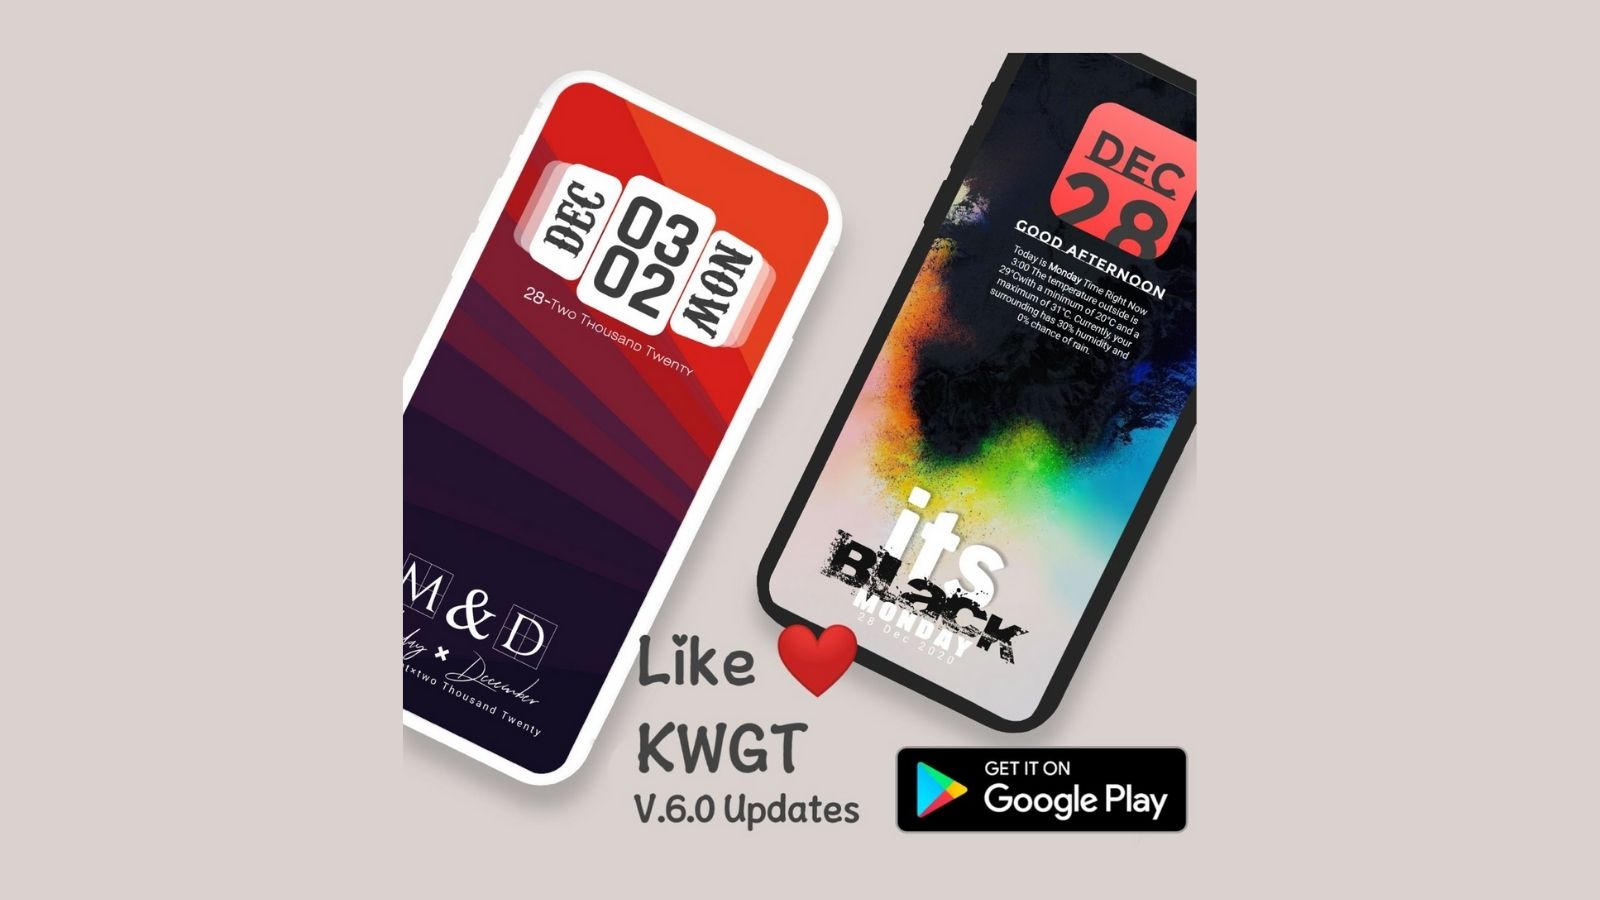 DEC
03
02
MON
28-Two Thousand Twenty
M & D
December
two Thousand Twenty
DEC
28
GOOD AFTERNOON
Today is Monday Time Right Now
3:00 The temperature outside is
29°Cwith a minimum of 20°C and a
maximum of 31°C. Currently, your
surrounding has 30% humidity and
0% chance of rain.
its
BLacK
MONDAY
28 Dec 2020
Like ❤
KWGT
V.6.0 Updates
GET IT ON
Google Play